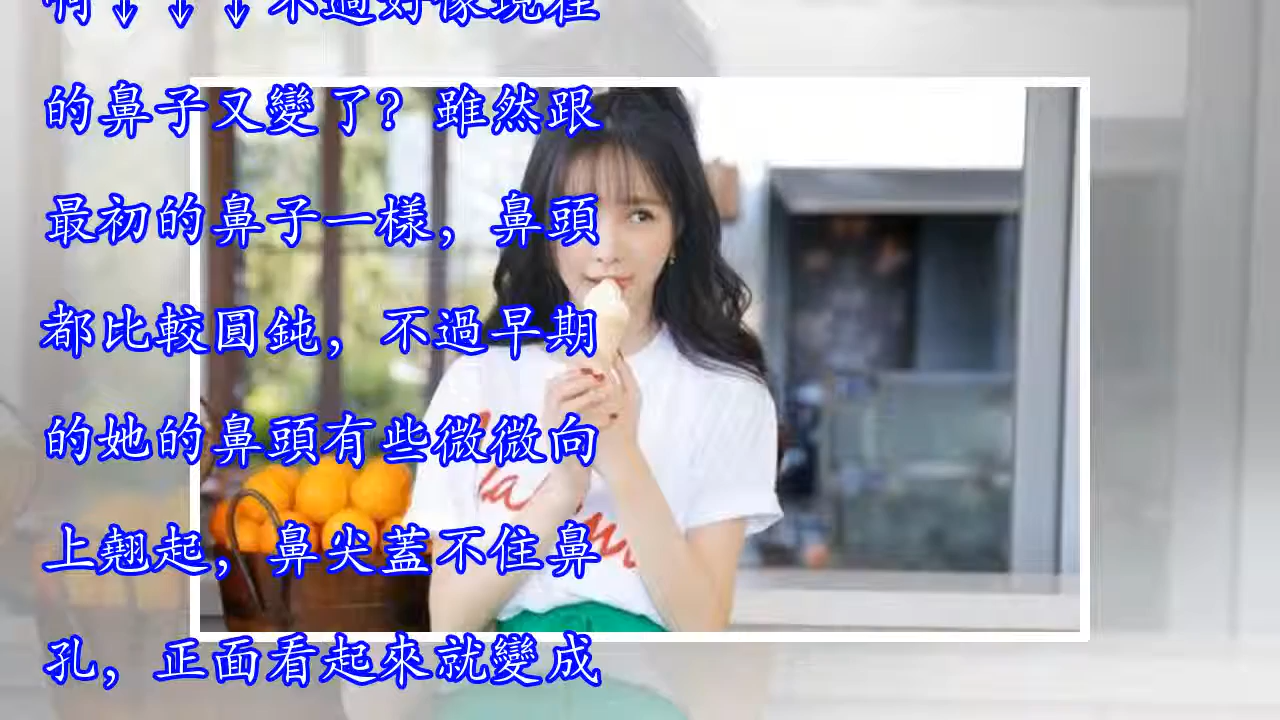 啊↓↓↓不過好像現在
的鼻子又變了？雖然跟
最初的鼻子一樣，鼻頭
都比較圓鈍，不過早期
的她的鼻頭有些微微向
上翹起，鼻尖蓋不住鼻
孔，正面看起來就變成